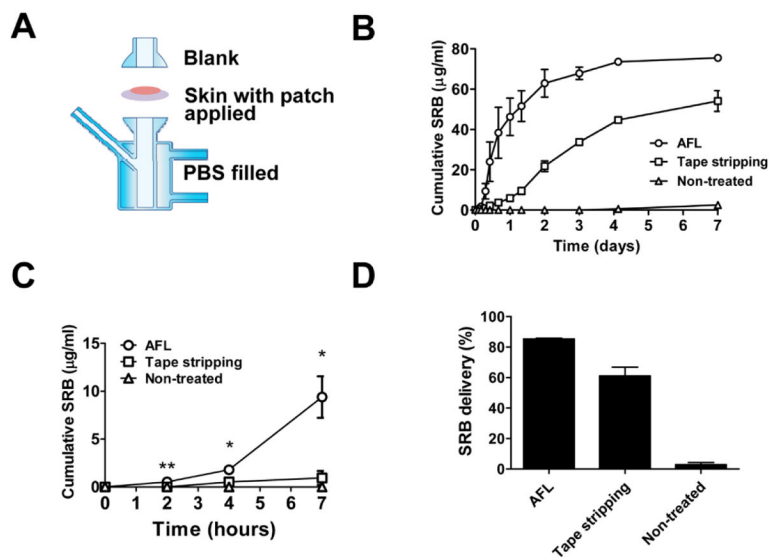 A
Blank
Skin with patch
applied
PBS filled
B
Cumulative SRB (μg/ml)
80
60
40
20
0
AFL
Tape stripping
Non-treated
0 1 2 3 4 5 6 7
Time (days)
C
Cumulative SRB (μg/ml)
15
10
5
0
AFL
Tape stripping
Non-treated
**
*
*
0 1 2 4 7
Time (hours)
D
SRB delivery (%)
100
80
60
40
20
0
AFL
Tape stripping
Non-treated